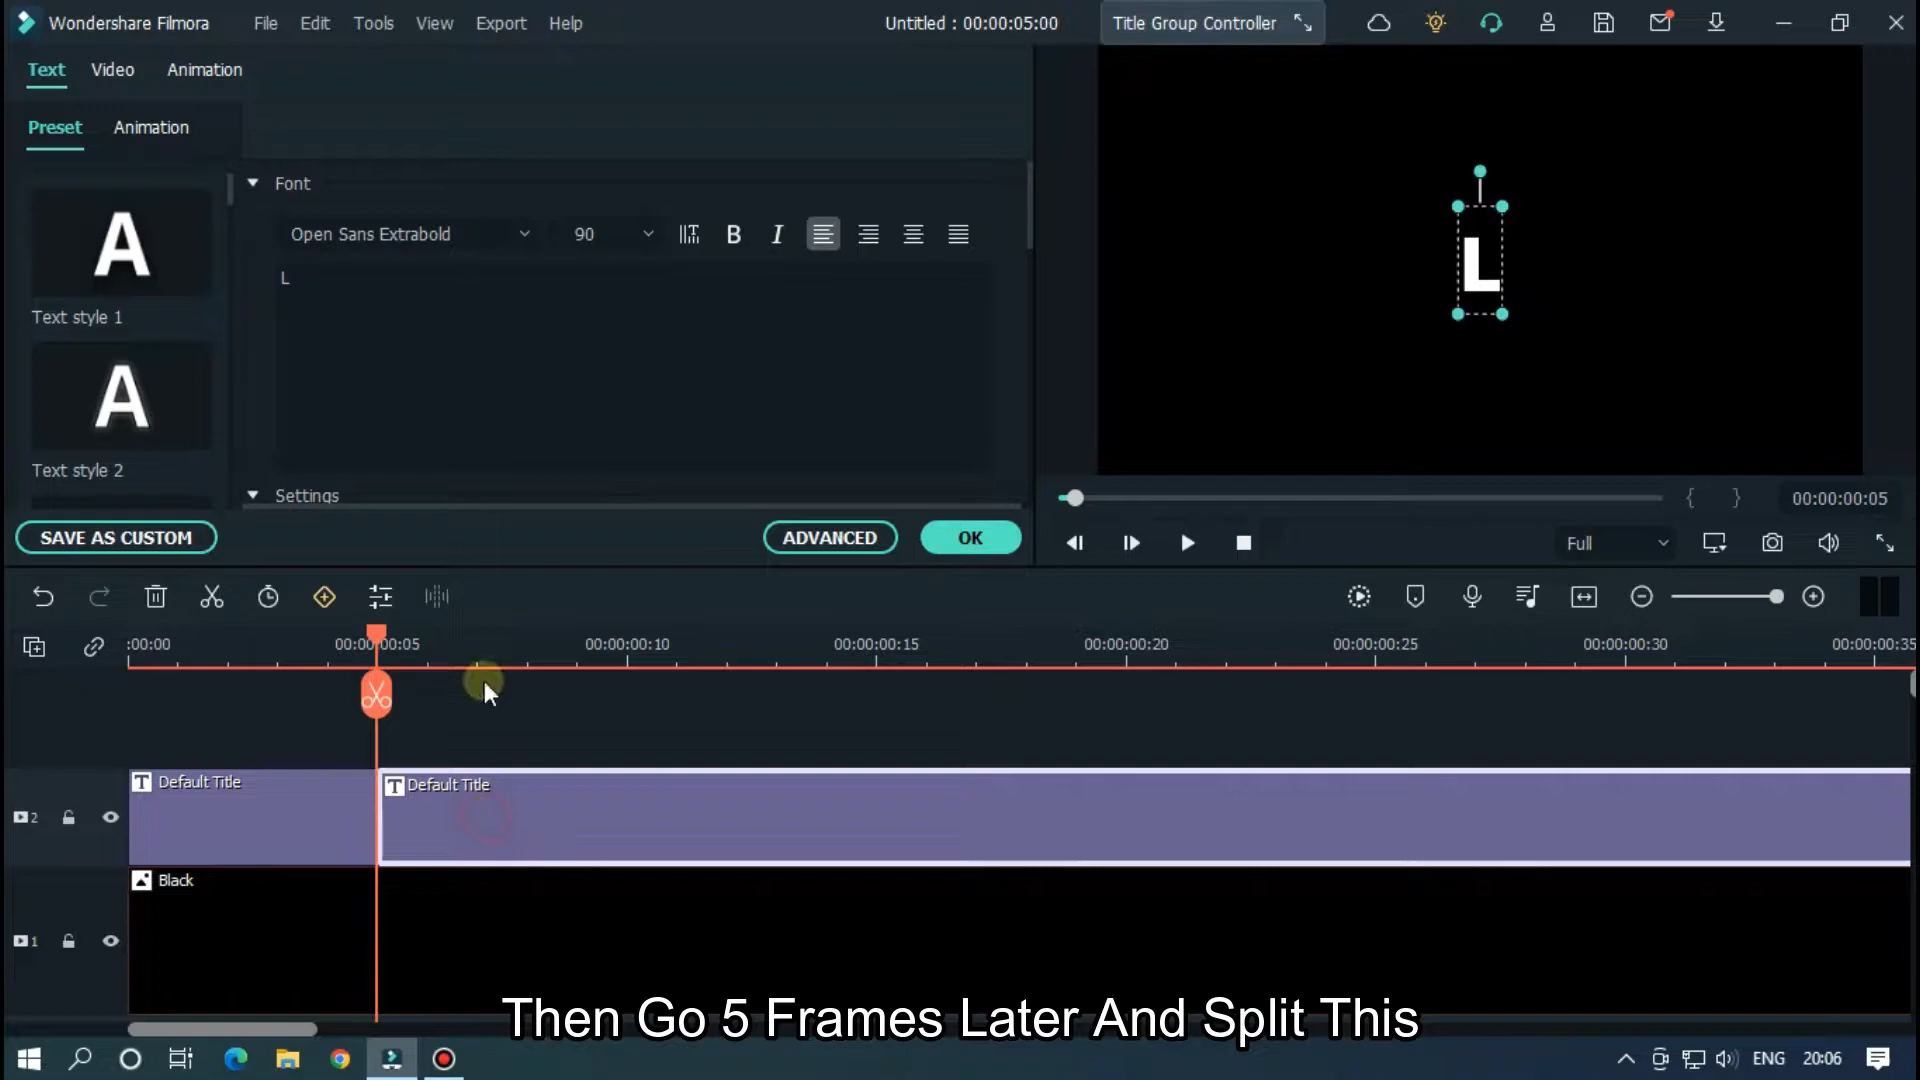 Wondershare Filmora File Edit Tools View Export Help Untitled : 00:00:05:00 Title Group Controller
Text Video Animation
Preset Animation
Font
Open Sans Extrabold 90 B I
L
L
A
Text style 1
A
Text style 2
Settings
{ } 00:00:00:05
SAVE AS CUSTOM ADVANCED OK Full
:00:00 00:00:00:05 00:00:00:10 00:00:00:15 00:00:00:20 00:00:00:25 00:00:00:30 00:00:00:35
T Default Title T Default Title
2
Black
1
Then Go 5 Frames Later And Split This
ENG 20:06